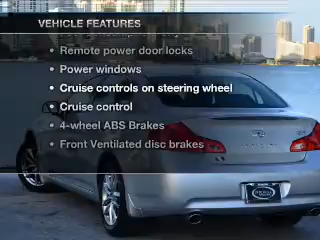 VEHICLE FEATURES
• Remote power door locks
• Power windows
• Cruise controls on steering wheel
• Cruise control
• 4-wheel ABS Brakes
• Front Ventilated disc brakes